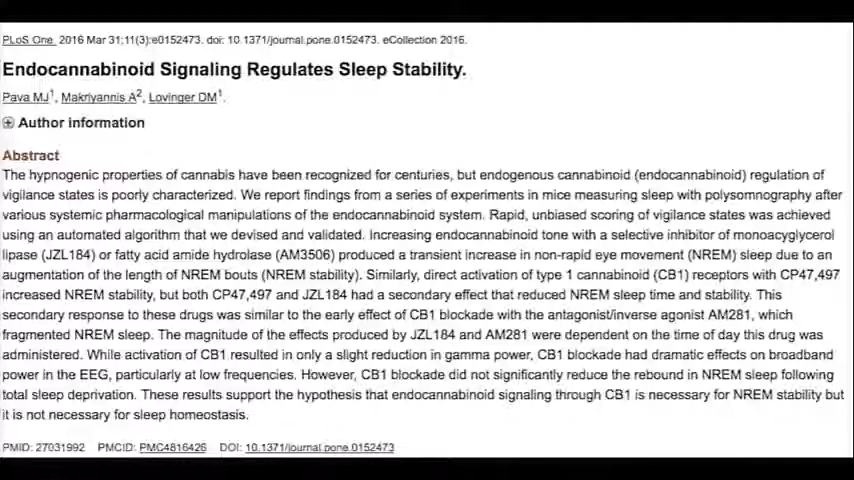 PLoS One. 2016 Mar 31;11(3):e0152473. doi: 10.1371/journal.pone.0152473. eCollection 2016.
Endocannabinoid Signaling Regulates Sleep Stability.
Pava MJ1, Makriyannis A2, Lovinger DM1.
Author information
Abstract
The hypnogenic properties of cannabis have been recognized for centuries, but endogenous cannabinoid (endocannabinoid) regulation of
vigilance states is poorly characterized. We report findings from a series of experiments in mice measuring sleep with polysomnography after
various systemic pharmacological manipulations of the endocannabinoid system. Rapid, unbiased scoring of vigilance states was achieved
using an automated algorithm that we devised and validated. Increasing endocannabinoid tone with a selective inhibitor of monoacyglycerol
lipase (JZL184) or fatty acid amide hydrolase (AM3506) produced a transient increase in non-rapid eye movement (NREM) sleep due to an
augmentation of the length of NREM bouts (NREM stability). Similarly, direct activation of type 1 cannabinoid (CB1) receptors with CP47,497
increased NREM stability, but both CP47,497 and JZL184 had a secondary effect that reduced NREM sleep time and stability. This
secondary response to these drugs was similar to the early effect of CB1 blockade with the antagonist/inverse agonist AM281, which
fragmented NREM sleep. The magnitude of the effects produced by JZL184 and AM281 were dependent on the time of day this drug was
administered. While activation of CB1 resulted in only a slight reduction in gamma power, CB1 blockade had dramatic effects on broadband
power in the EEG, particularly at low frequencies. However, CB1 blockade did not significantly reduce the rebound in NREM sleep following
total sleep deprivation. These results support the hypothesis that endocannabinoid signaling through CB1 is necessary for NREM stability but
it is not necessary for sleep homeostasis.
PMID: 27031992 PMCID: PMC4816426 DOI: 10.1371/journal.pone.0152473